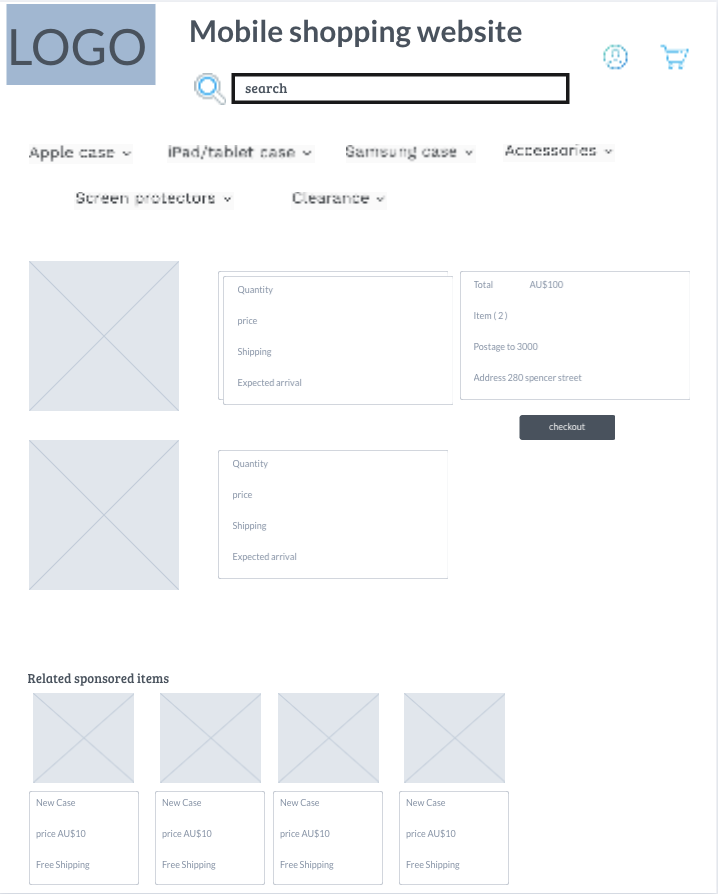 LOGO
Mobile shopping website
search
Apple case
iPad/tablet case
Samsung case
Accessories
Screen protectors
Clearance
Quantity
price
Shipping
Expected arrival
Total AU$100
Item ( 2 )
Postage to 3000
Address 280 spencer street
checkout
Quantity
price
Shipping
Expected arrival
Related sponsored items
New Case
price AU$10
Free Shipping
New Case
price AU$10
Free Shipping
New Case
price AU$10
Free Shipping
New Case
price AU$10
Free Shipping